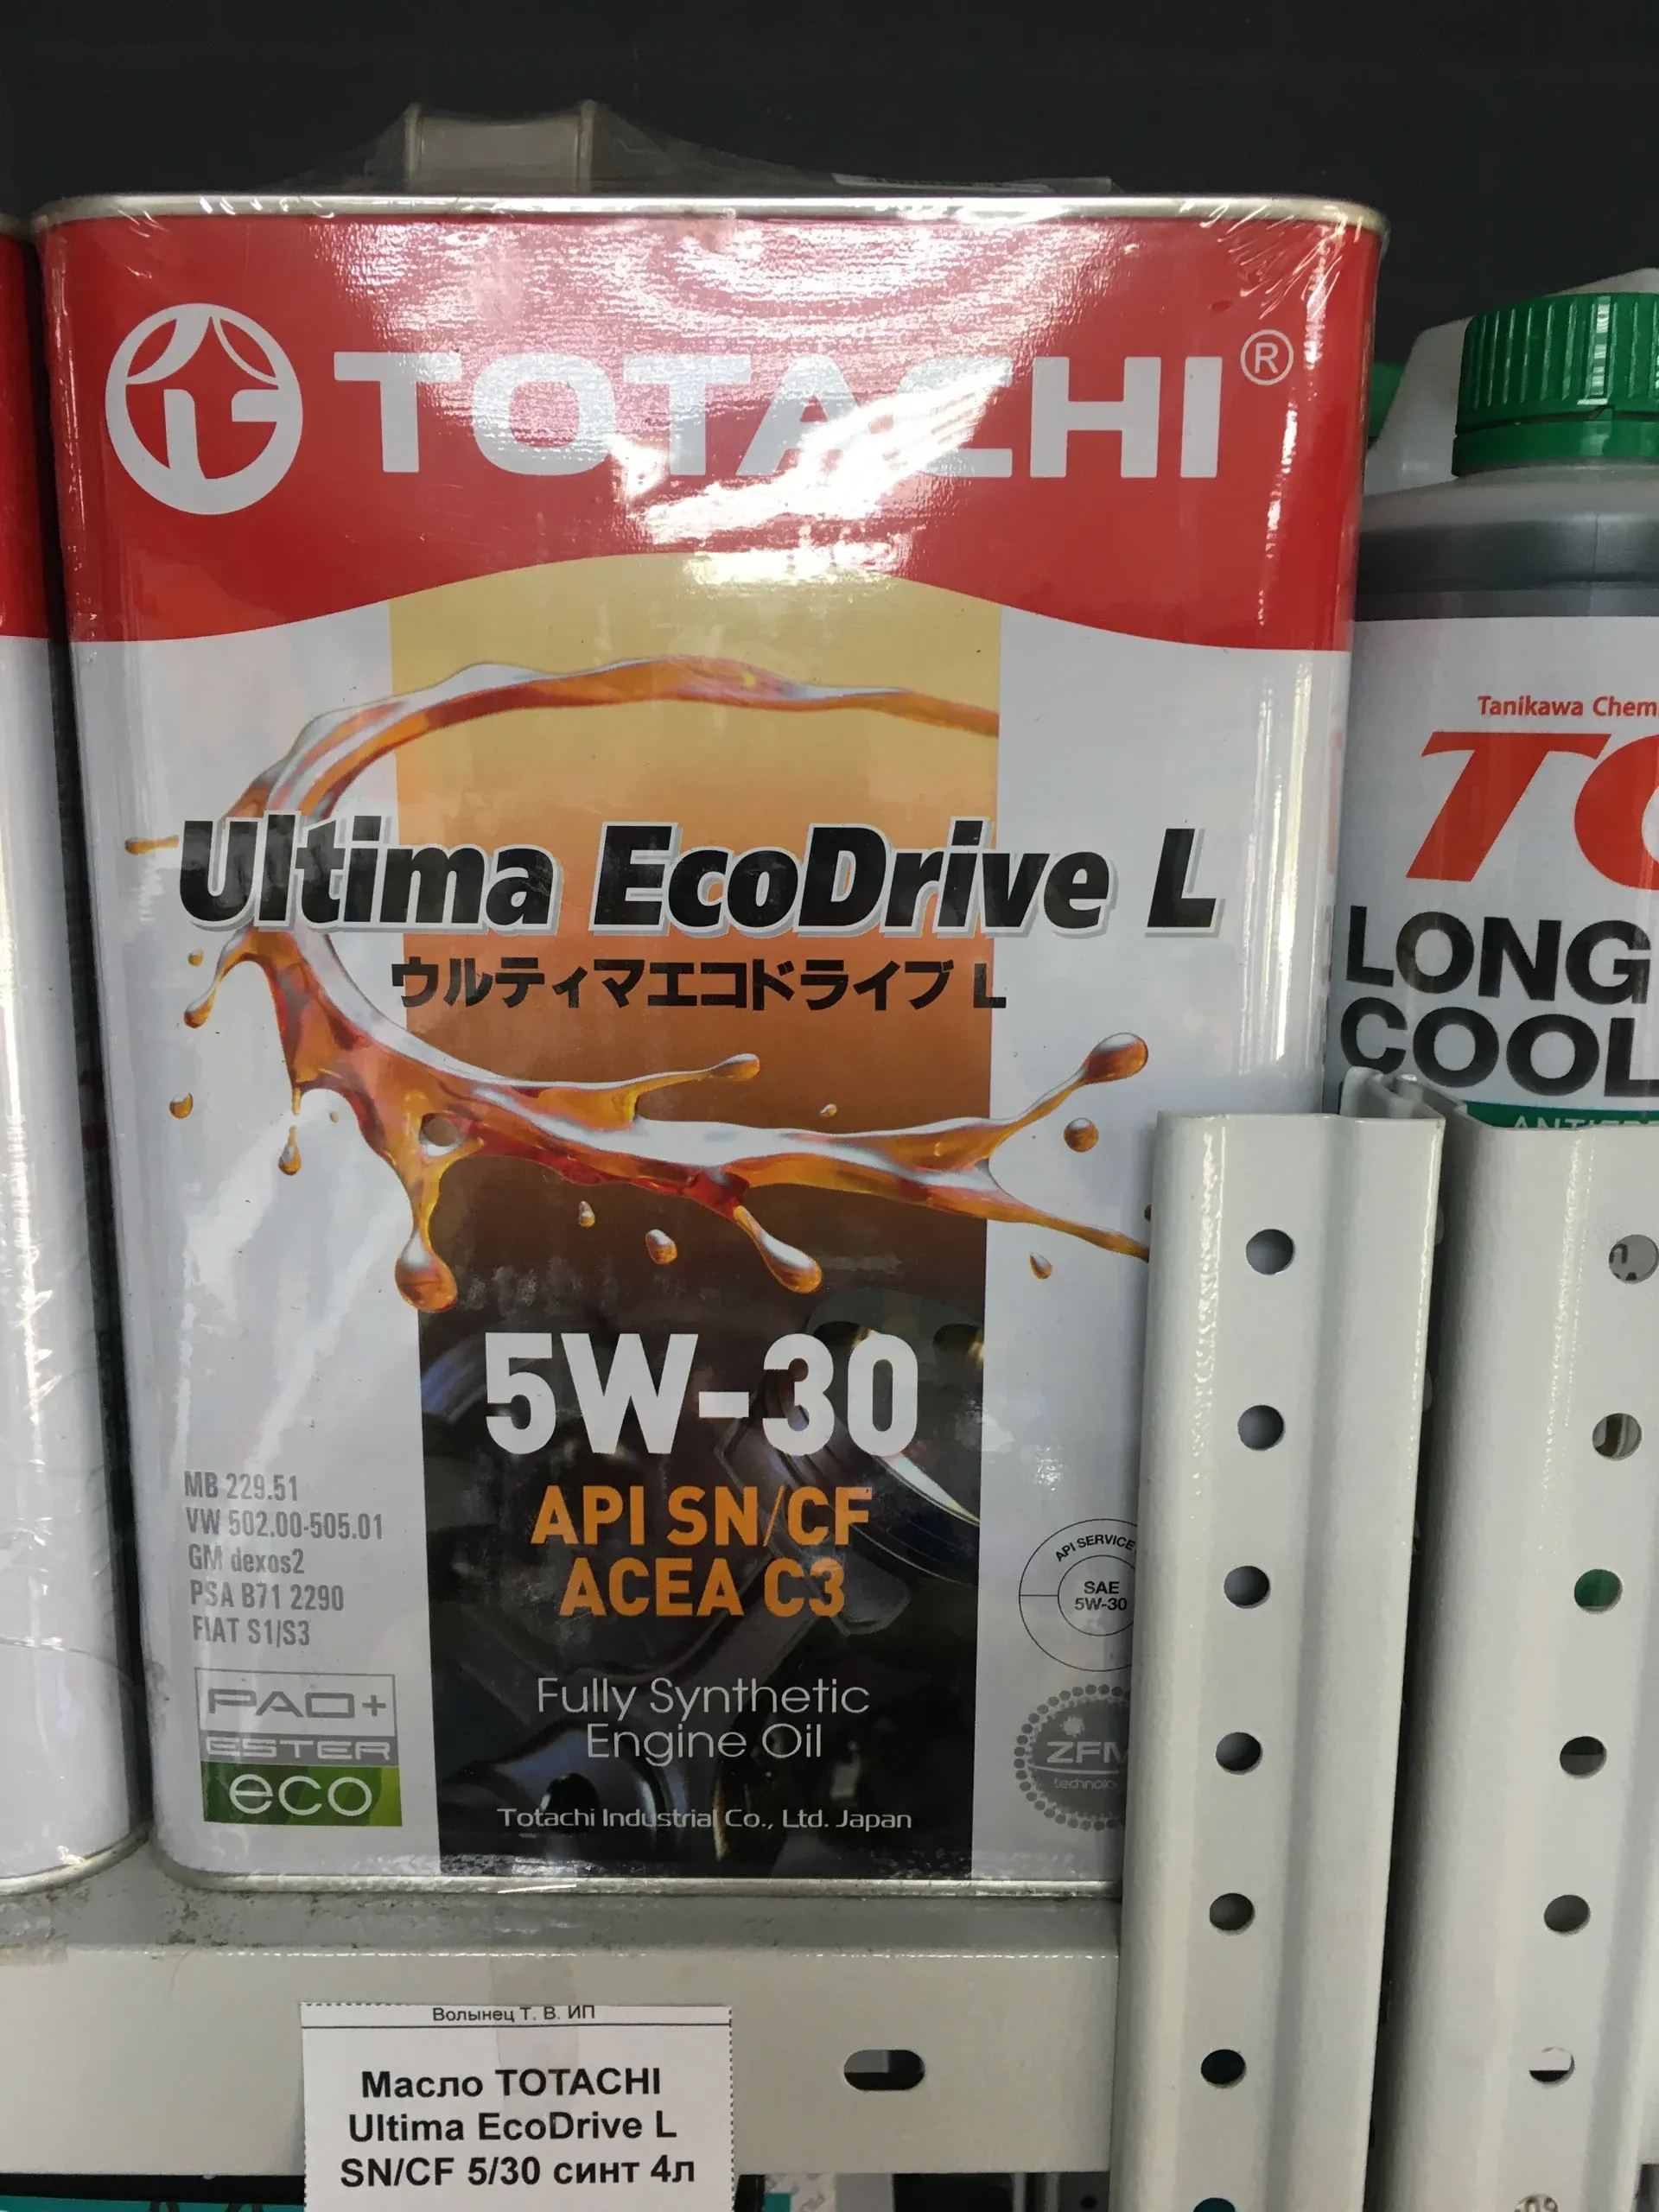 TOTACHI®
Ultima EcoDrive L
ウルティマエコドライブ L
5W-30
API SN/CF
ACEA C3
Fully Synthetic
Engine Oil
Totachi Industrial Co., Ltd. Japan
MB 229.51
VW 502.00-505.01
GM dexos2
PSA B71 2290
FIAT S1/S3
PAO+
ESTER
eco
API SERVICE
SAE
5W-30
ZFM
Tanikawa
LONG
COOL
Волынец Т. В. ИП
Масло TOTACHI
Ultima EcoDrive L
SN/CF 5/30 синт 4л